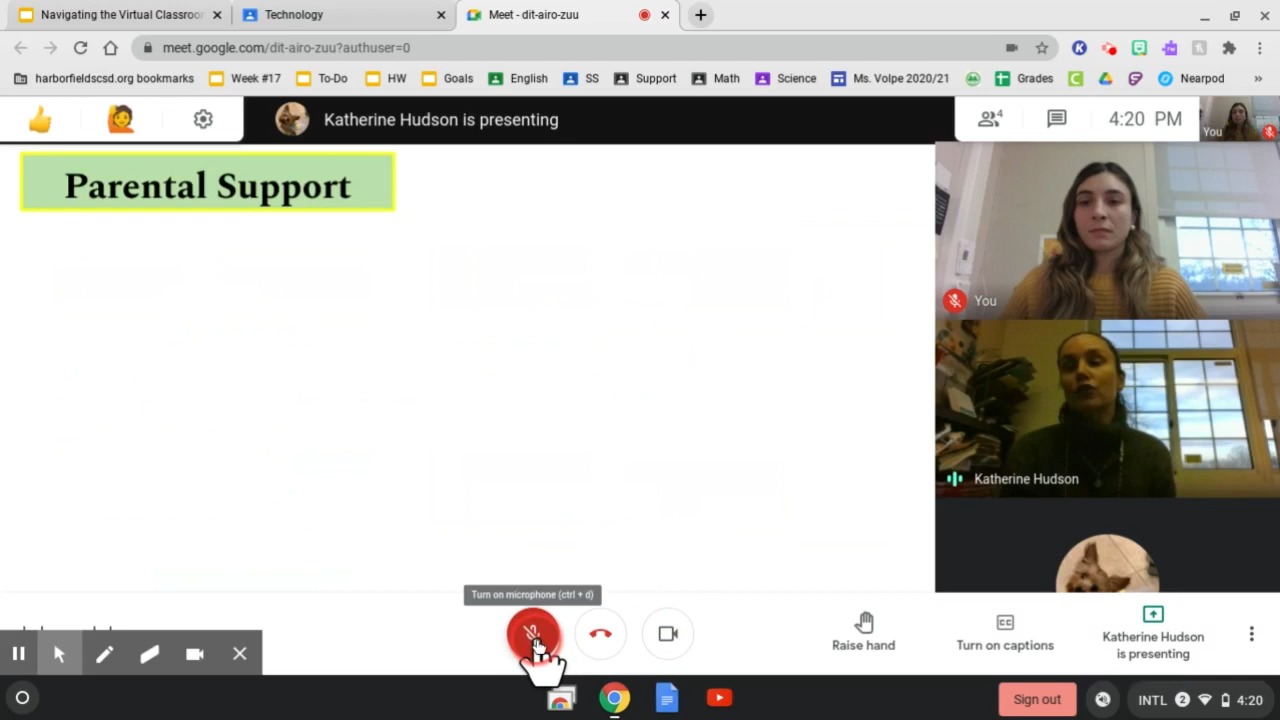 Navigating the Virtual Classroor
Technology
Meet - dit-airo-zuu
meet.google.com/dit-airo-zuu?authuser=0
harborfieldscsd.org bookmarks
Week #17
To-Do
HW
Goals
English
SS
Support
Math
Science
Ms. Volpe 2020/21
Grades
Nearpod
»
Katherine Hudson is presenting
4
4:20 PM
You
Parental Support
You
Katherine Hudson
Turn on microphone (ctrl + d)
Raise hand
Turn on captions
Katherine Hudson
is presenting
Sign out
INTL
2
4:20